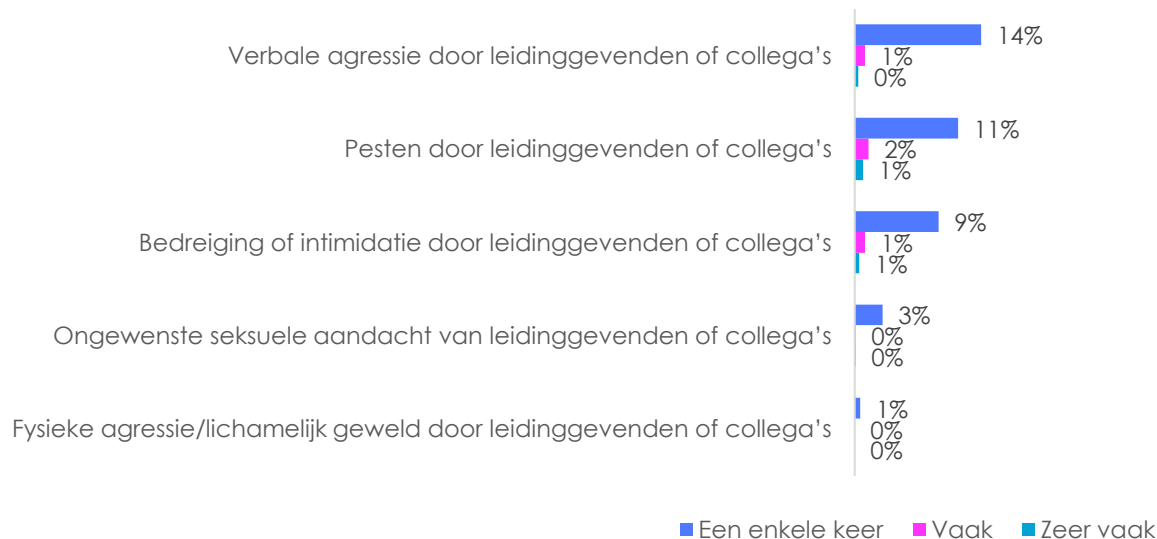 Verbale agressie door leidinggevenden of collega's
14%
1%
0%
Pesten door leidinggevenden of collega's
11%
2%
1%
Bedreiging of intimidatie door leidinggevenden of collega's
9%
1%
1%
Ongewenste seksuele aandacht van leidinggevenden of collega's
3%
0%
0%
Fysieke agressie/lichamelijk geweld door leidinggevenden of collega's
1%
0%
0%
Een enkele keer Vaak Zeer vaak